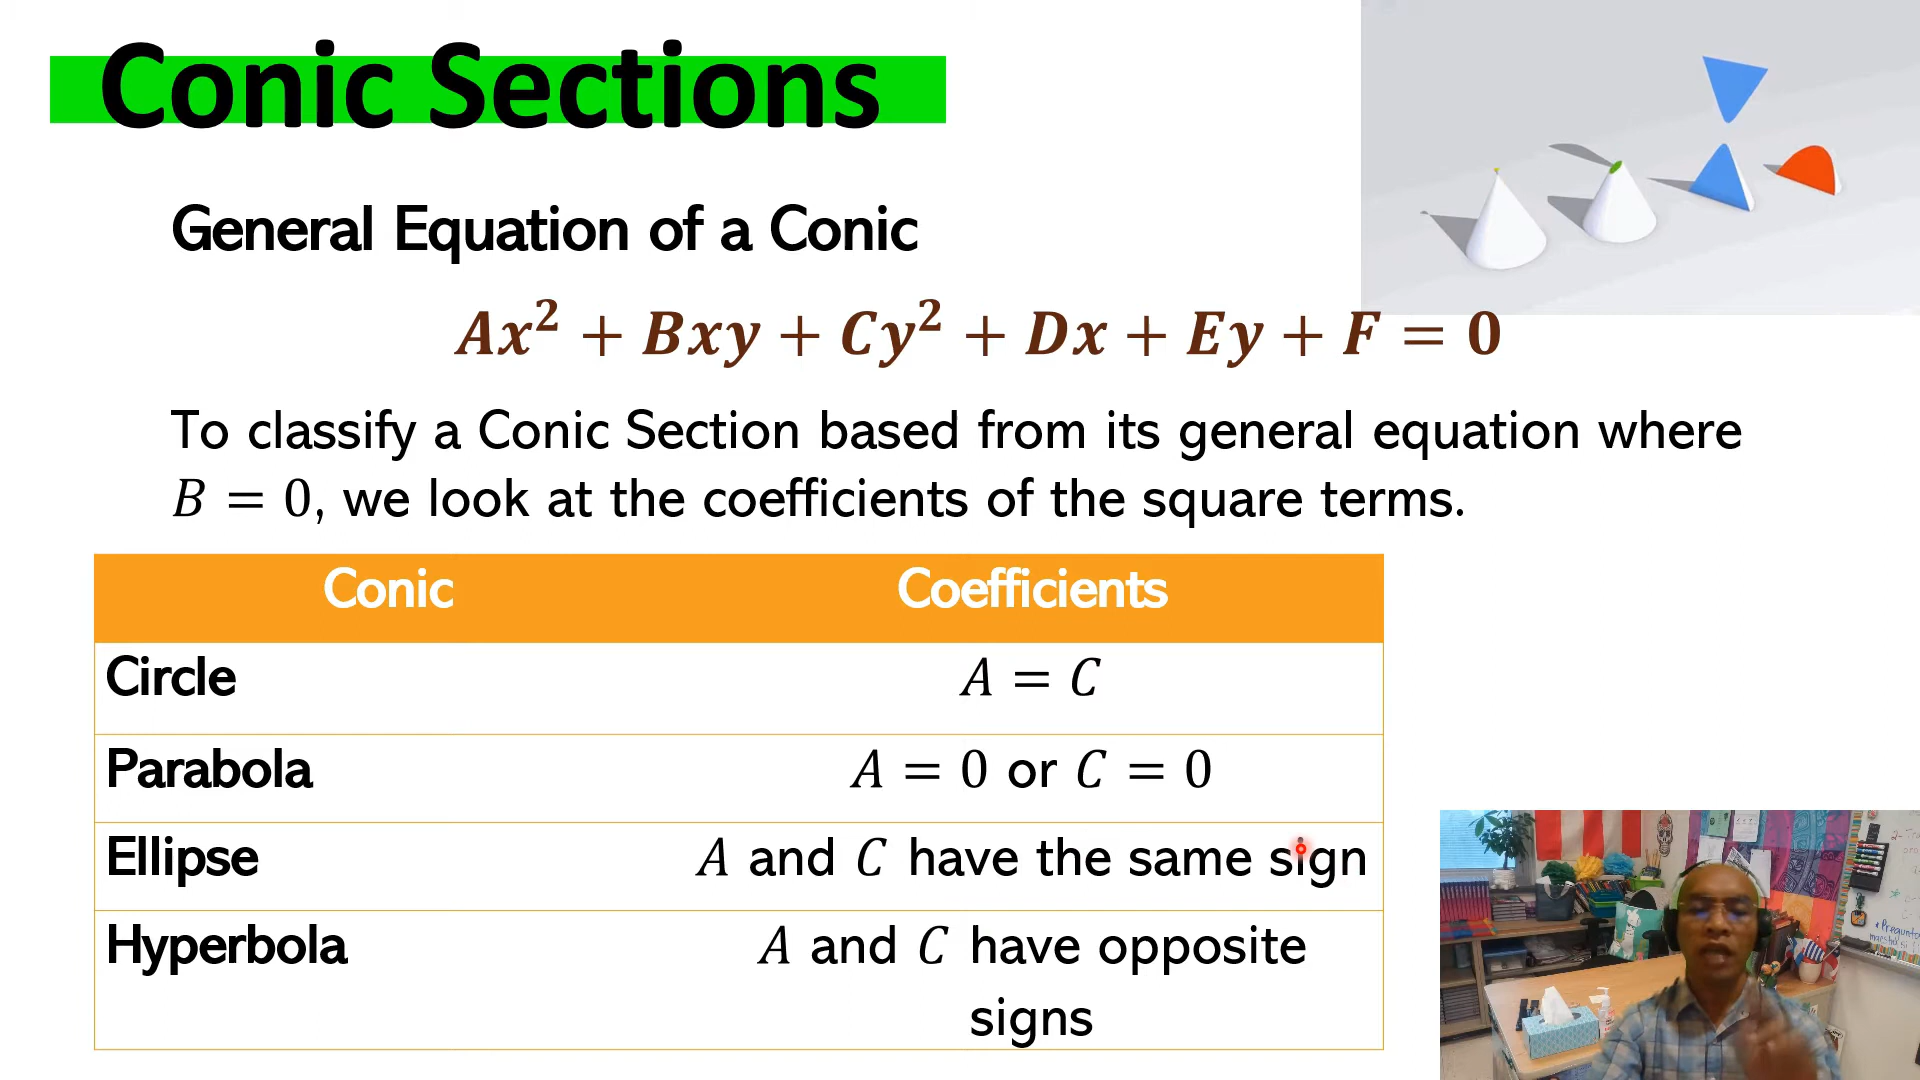 Conic Sections
General Equation of a Conic
Ax² + Bxy + Cy² + Dx + Ey + F = 0
To classify a Conic Section based from its general equation where
B = 0, we look at the coefficients of the square terms.
Conic Coefficients
Circle A = C
Parabola A = 0 or C = 0
Ellipse A and C have the same sign
Hyperbola A and C have opposite
signs